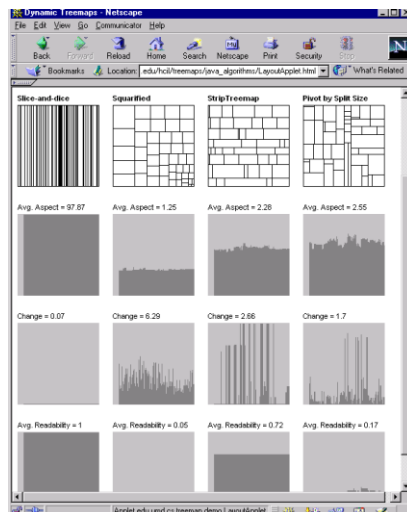 Dynamic Treemaps - Netscape
File Edit View Go Communicator Help
Back Forward Reload Home Search Netscape Print Security Stop
Bookmarks Location: .edu/hcil/treemaps/java_algorithms/LayoutApplet.html What's Related
Slice-and-dice Squarified StripTreemap Pivot by Split Size
Avg. Aspect = 97.87 Avg. Aspect = 1.25 Avg. Aspect = 2.28 Avg. Aspect = 2.55
Change = 0.07 Change = 6.29 Change = 2.66 Change = 1.7
Avg. Readability = 1 Avg. Readability = 0.05 Avg. Readability = 0.72 Avg. Readability = 0.17
Applet edu.umd.cs.treemap.demo.LayoutApplet